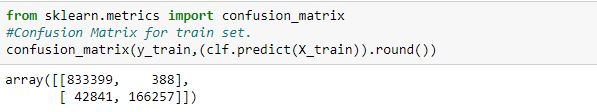 from sklearn.metrics import confusion_matrix
#Confusion Matrix for train set.
confusion_matrix(y_train,(clf.predict(X_train)).round())
array([[833399,    388],
       [ 42841, 166257]])